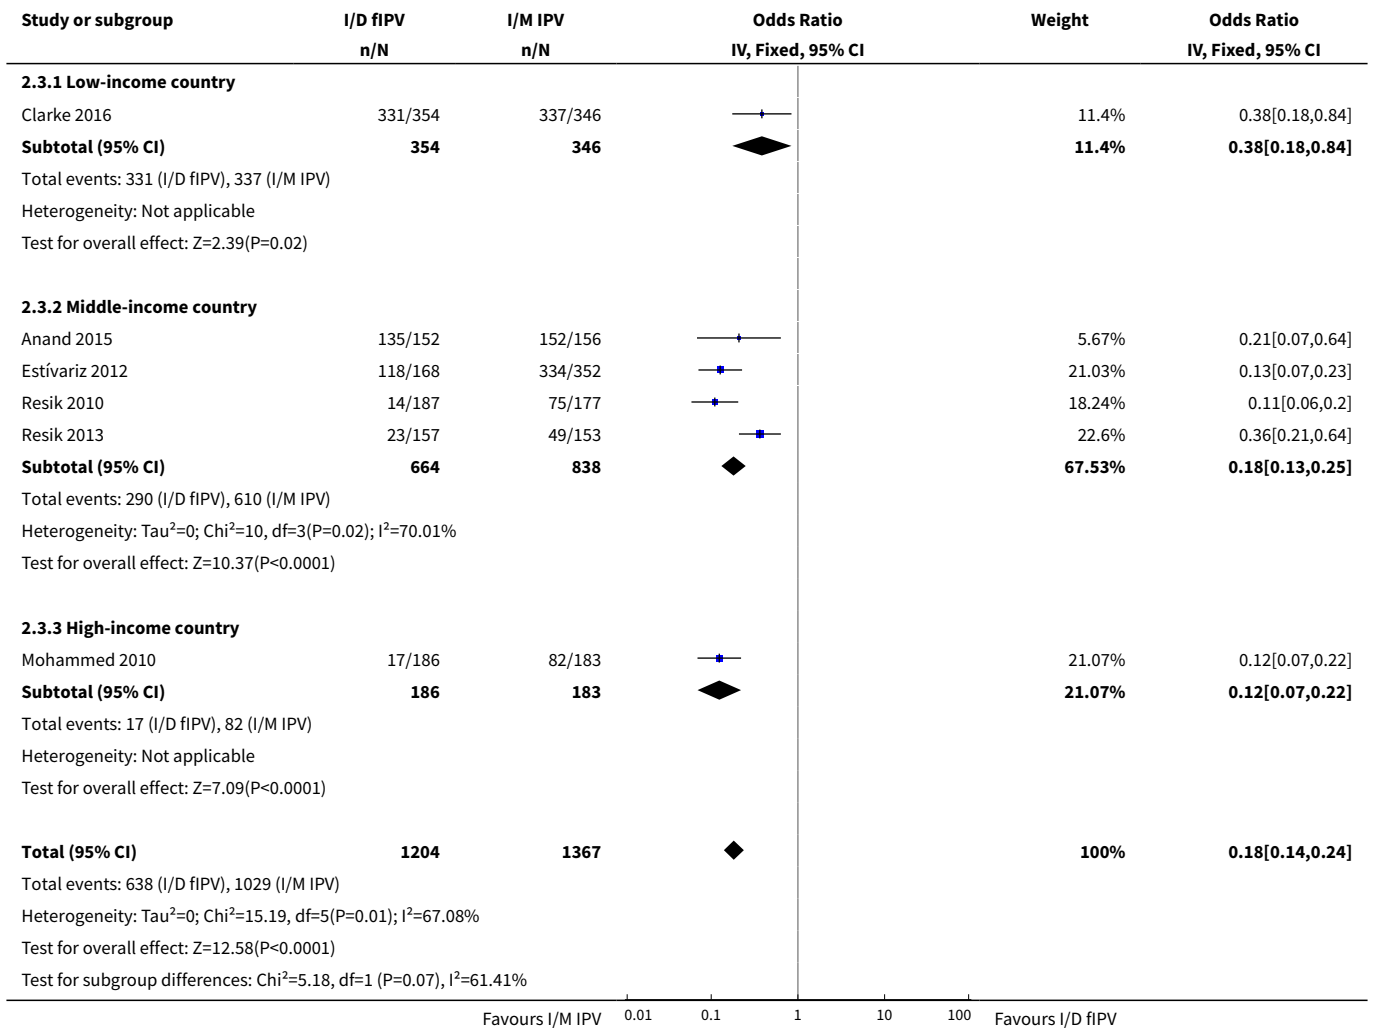 Study or subgroup I/D fIPV I/M IPV Odds Ratio Weight Odds Ratio
n/N n/N IV, Fixed, 95% CI IV, Fixed, 95% CI
2.3.1 Low-income country
Clarke 2016 331/354 337/346 11.4% 0.38[0.18,0.84]
Subtotal (95% CI) 354 346 11.4% 0.38[0.18,0.84]
Total events: 331 (I/D fIPV), 337 (I/M IPV)
Heterogeneity: Not applicable
Test for overall effect: Z=2.39(P=0.02)
2.3.2 Middle-income country
Anand 2015 135/152 152/156 5.67% 0.21[0.07,0.64]
Estívariz 2012 118/168 334/352 21.03% 0.13[0.07,0.23]
Resik 2010 14/187 75/177 18.24% 0.11[0.06,0.2]
Resik 2013 23/157 49/153 22.6% 0.36[0.21,0.64]
Subtotal (95% CI) 664 838 67.53% 0.18[0.13,0.25]
Total events: 290 (I/D fIPV), 610 (I/M IPV)
Heterogeneity: Tau²=0; Chi²=10, df=3(P=0.02); I²=70.01%
Test for overall effect: Z=10.37(P<0.0001)
2.3.3 High-income country
Mohammed 2010 17/186 82/183 21.07% 0.12[0.07,0.22]
Subtotal (95% CI) 186 183 21.07% 0.12[0.07,0.22]
Total events: 17 (I/D fIPV), 82 (I/M IPV)
Heterogeneity: Not applicable
Test for overall effect: Z=7.09(P<0.0001)
Total (95% CI) 1204 1367 100% 0.18[0.14,0.24]
Total events: 638 (I/D fIPV), 1029 (I/M IPV)
Heterogeneity: Tau²=0; Chi²=15.19, df=5(P=0.01); I²=67.08%
Test for overall effect: Z=12.58(P<0.0001)
Test for subgroup differences: Chi²=5.18, df=1 (P=0.07), I²=61.41%
Favours I/M IPV 0.01 0.1 1 10 100 Favours I/D fIPV